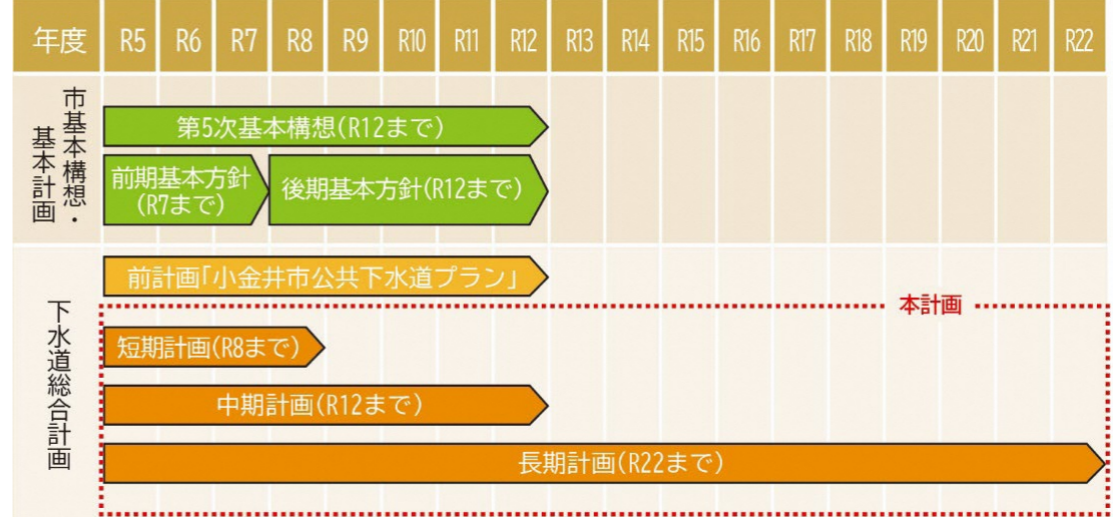 年度 R5 R6 R7 R8 R9 R10 R11 R12 R13 R14 R15 R16 R17 R18 R19 R20 R21 R22
市基本構想・
基本計画
第5次基本構想(R12まで)
前期基本方針
(R7まで)
後期基本方針(R12まで)
下水道総合計画
前計画「小金井市公共下水道プラン」
本計画
短期計画(R8まで)
中期計画(R12まで)
長期計画(R22まで)